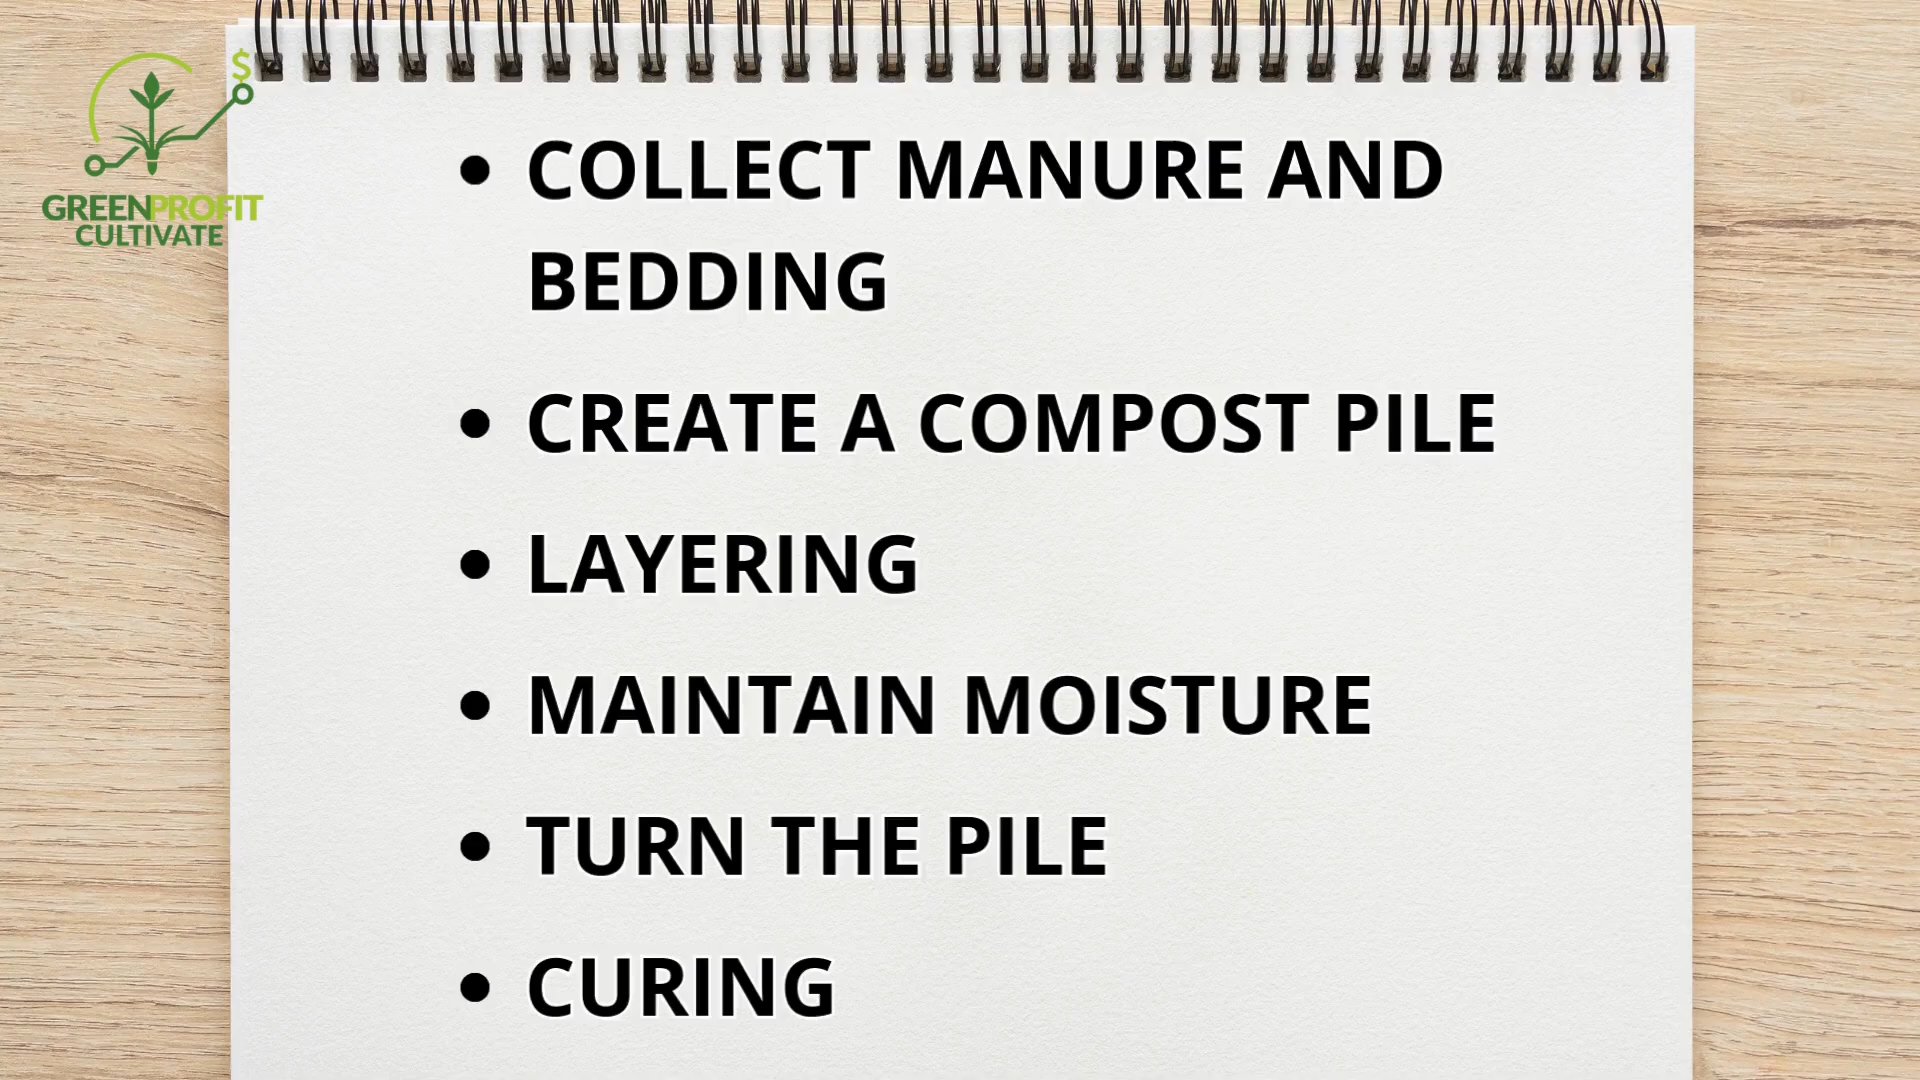 $
GREENPROFIT
CULTIVATE
• COLLECT MANURE AND
BEDDING
• CREATE A COMPOST PILE
• LAYERING
• MAINTAIN MOISTURE
• TURN THE PILE
• CURING